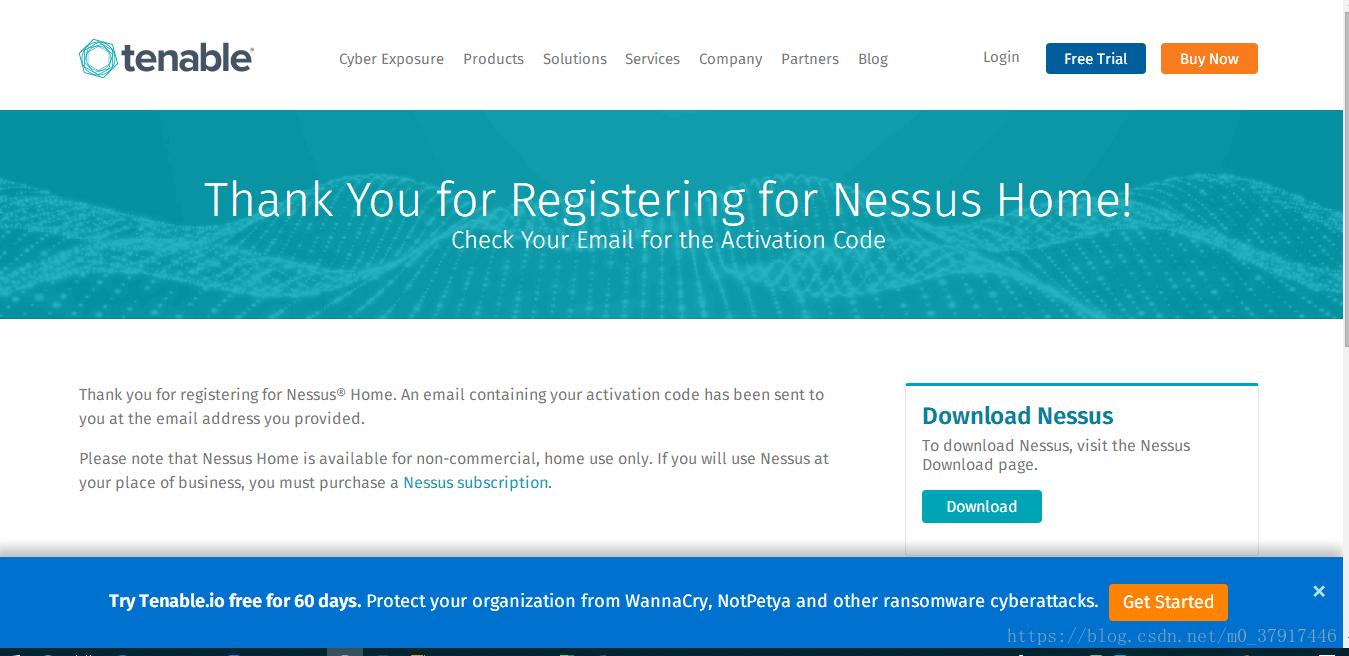 tenable®
Cyber Exposure Products Solutions Services Company Partners Blog Login Free Trial Buy Now
Thank You for Registering for Nessus Home!
Check Your Email for the Activation Code
Thank you for registering for Nessus® Home. An email containing your activation code has been sent to
you at the email address you provided.
Please note that Nessus Home is available for non-commercial, home use only. If you will use Nessus at
your place of business, you must purchase a Nessus subscription.
Download Nessus
To download Nessus, visit the Nessus
Download page.
Download
Try Tenable.io free for 60 days. Protect your organization from WannaCry, NotPetya and other ransomware cyberattacks. Get Started
×
https://blog.csdn.net/m0_37917446